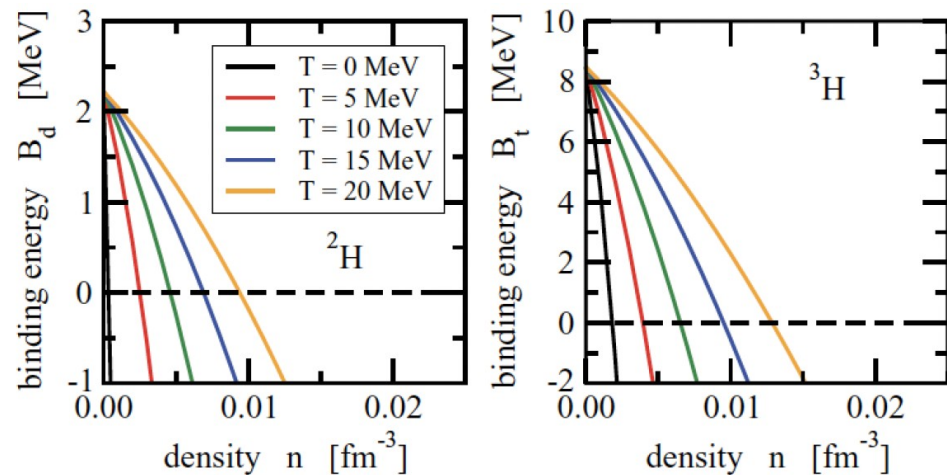 binding energy B_d [MeV]
3
2
1
0
-1
T = 0 MeV
T = 5 MeV
T = 10 MeV
T = 15 MeV
T = 20 MeV
²H
0.00
0.01
0.02
density n [fm⁻³]
binding energy B_t [MeV]
10
8
6
4
2
0
-2
³H
0.00
0.01
0.02
density n [fm⁻³]